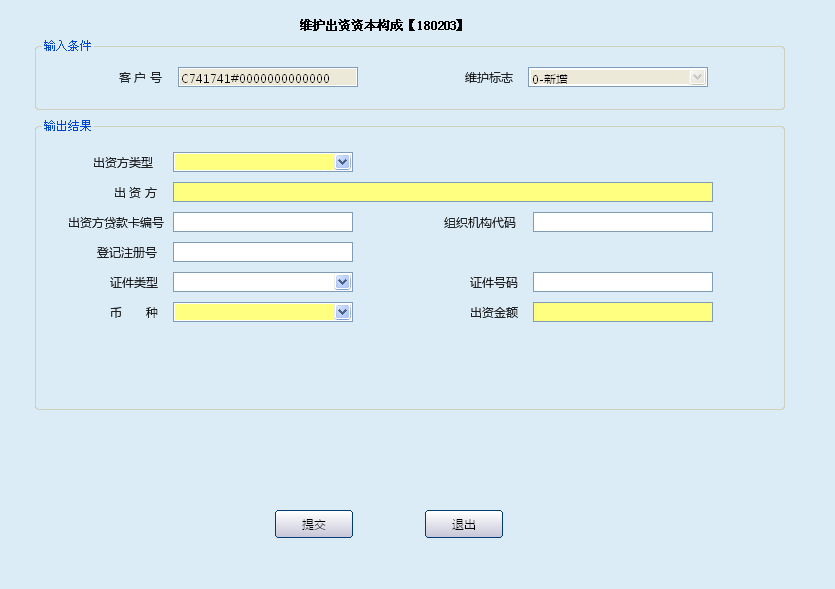 维护出资资本构成【180203】
输入条件
客 户 号 C741741#0000000000000 维护标志 0-新增
输出结果
出资方类型
出 资 方
出资方贷款卡编号 组织机构代码
登记注册号
证件类型 证件号码
币 种 出资金额
提交 退出